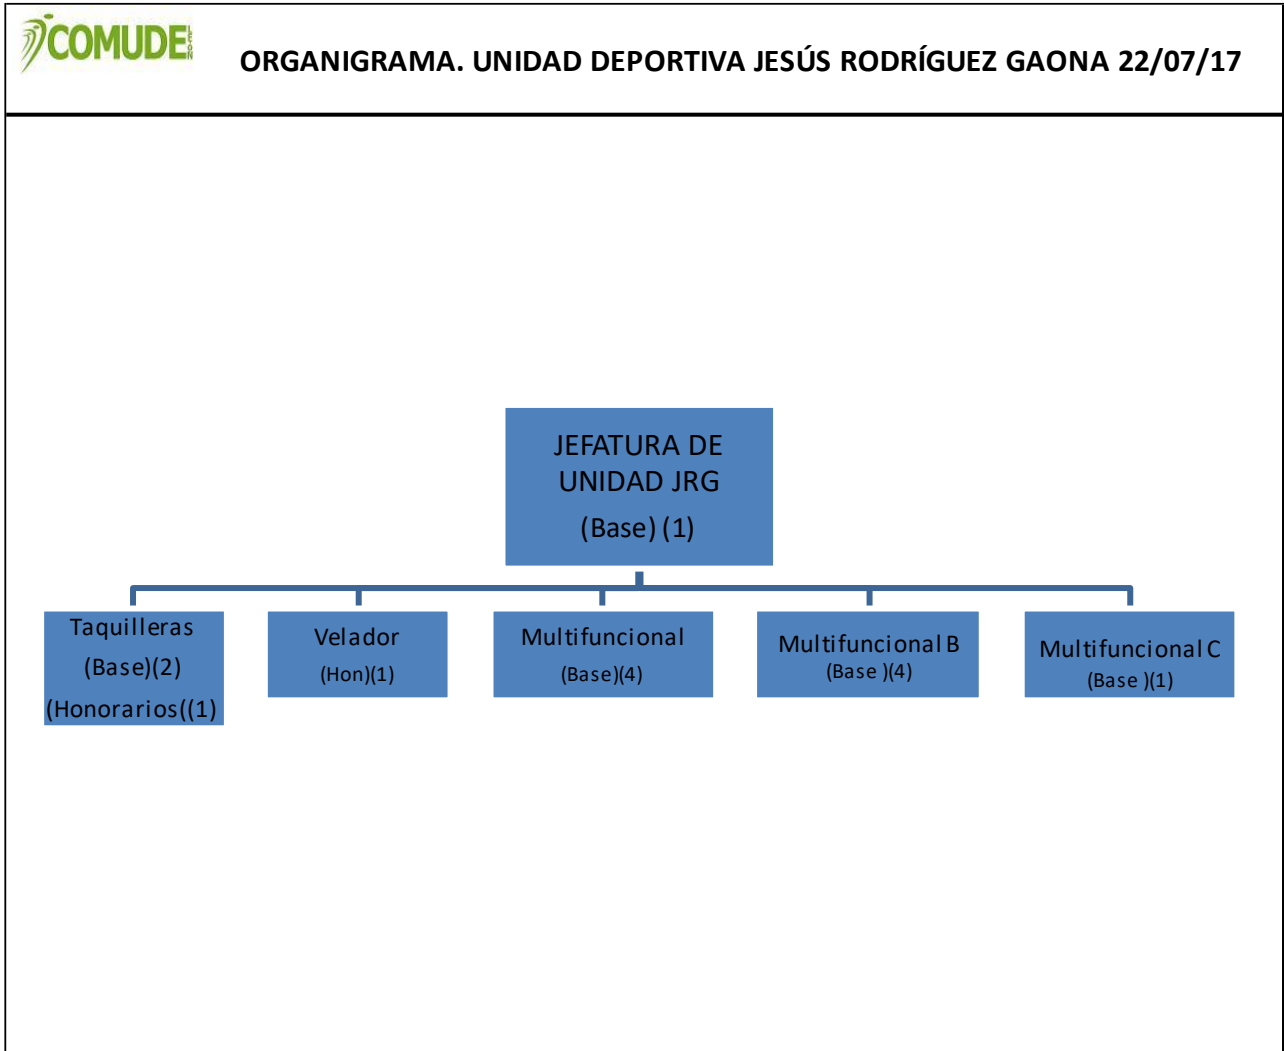 COMUDE LEÓN
ORGANIGRAMA. UNIDAD DEPORTIVA JESÚS RODRÍGUEZ GAONA 22/07/17
JEFATURA DE
UNIDAD JRG
(Base) (1)
Taquilleras
(Base)(2)
(Honorarios((1)
Velador
(Hon)(1)
Multifuncional
(Base)(4)
Multifuncional B
(Base )(4)
Multifuncional C
(Base )(1)